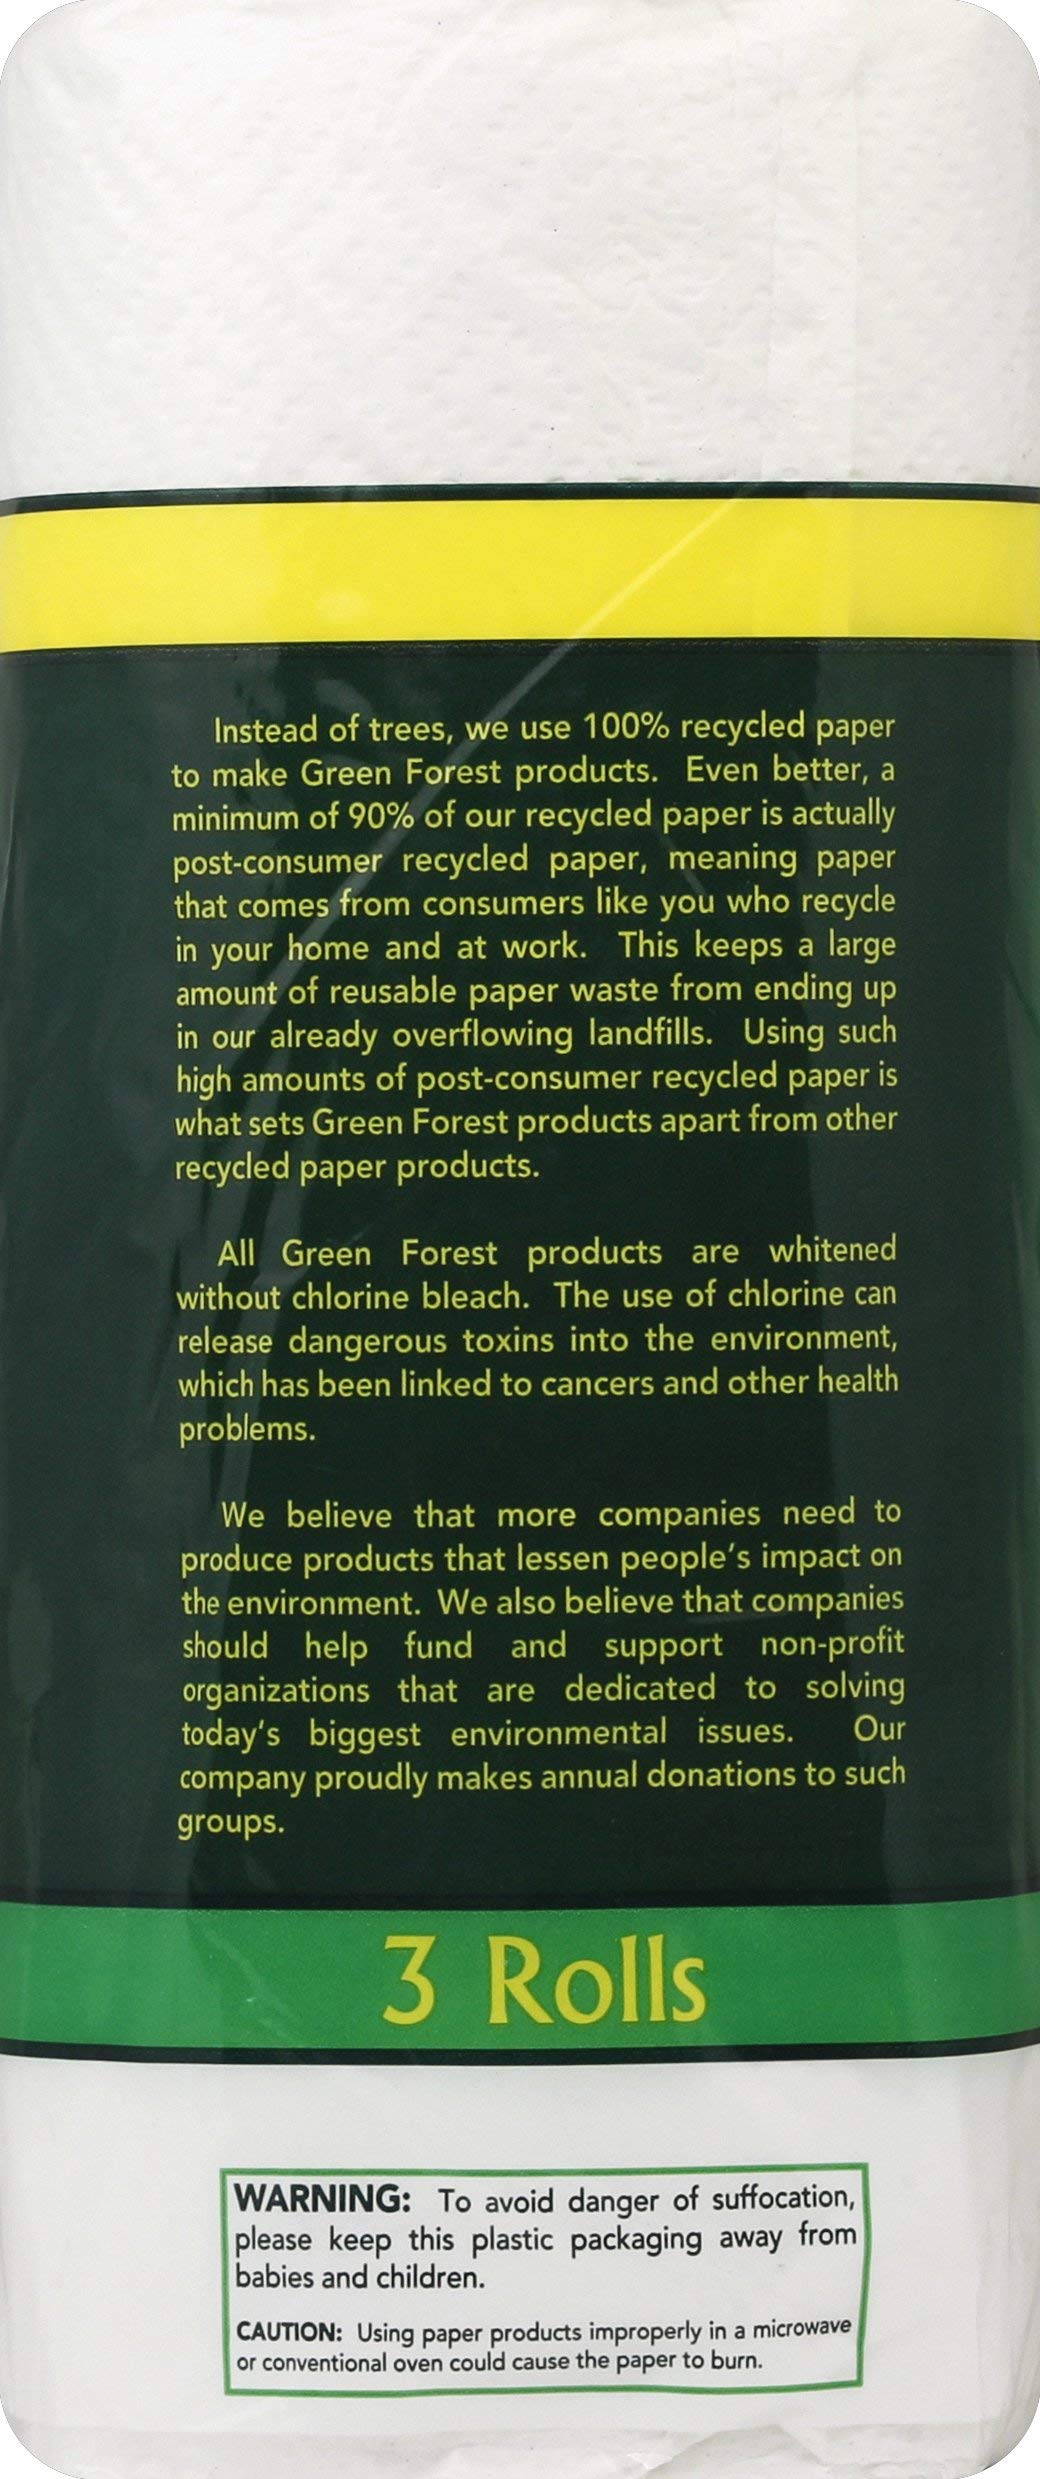 Instead of trees, we use 100% recycled paper
to make Green Forest products. Even better, a
minimum of 90% of our recycled paper is actually
post-consumer recycled paper, meaning paper
that comes from consumers like you who recycle
in your home and at work. This keeps a large
amount of reusable paper waste from ending up
in our already overflowing landfills. Using such
high amounts of post-consumer recycled paper is
what sets Green Forest products apart from other
recycled paper products.
All Green Forest products are whitened
without chlorine bleach. The use of chlorine can
release dangerous toxins into the environment,
which has been linked to cancers and other health
problems.
We believe that more companies need to
produce products that lessen people's impact on
the environment. We also believe that companies
should help fund and support non-profit
organizations that are dedicated to solving
today's biggest environmental issues. Our
company proudly makes annual donations to such
groups.
3 Rolls
WARNING: To avoid danger of suffocation,
please keep this plastic packaging away from
babies and children.
CAUTION: Using paper products improperly in a microwave
or conventional oven could cause the paper to burn.